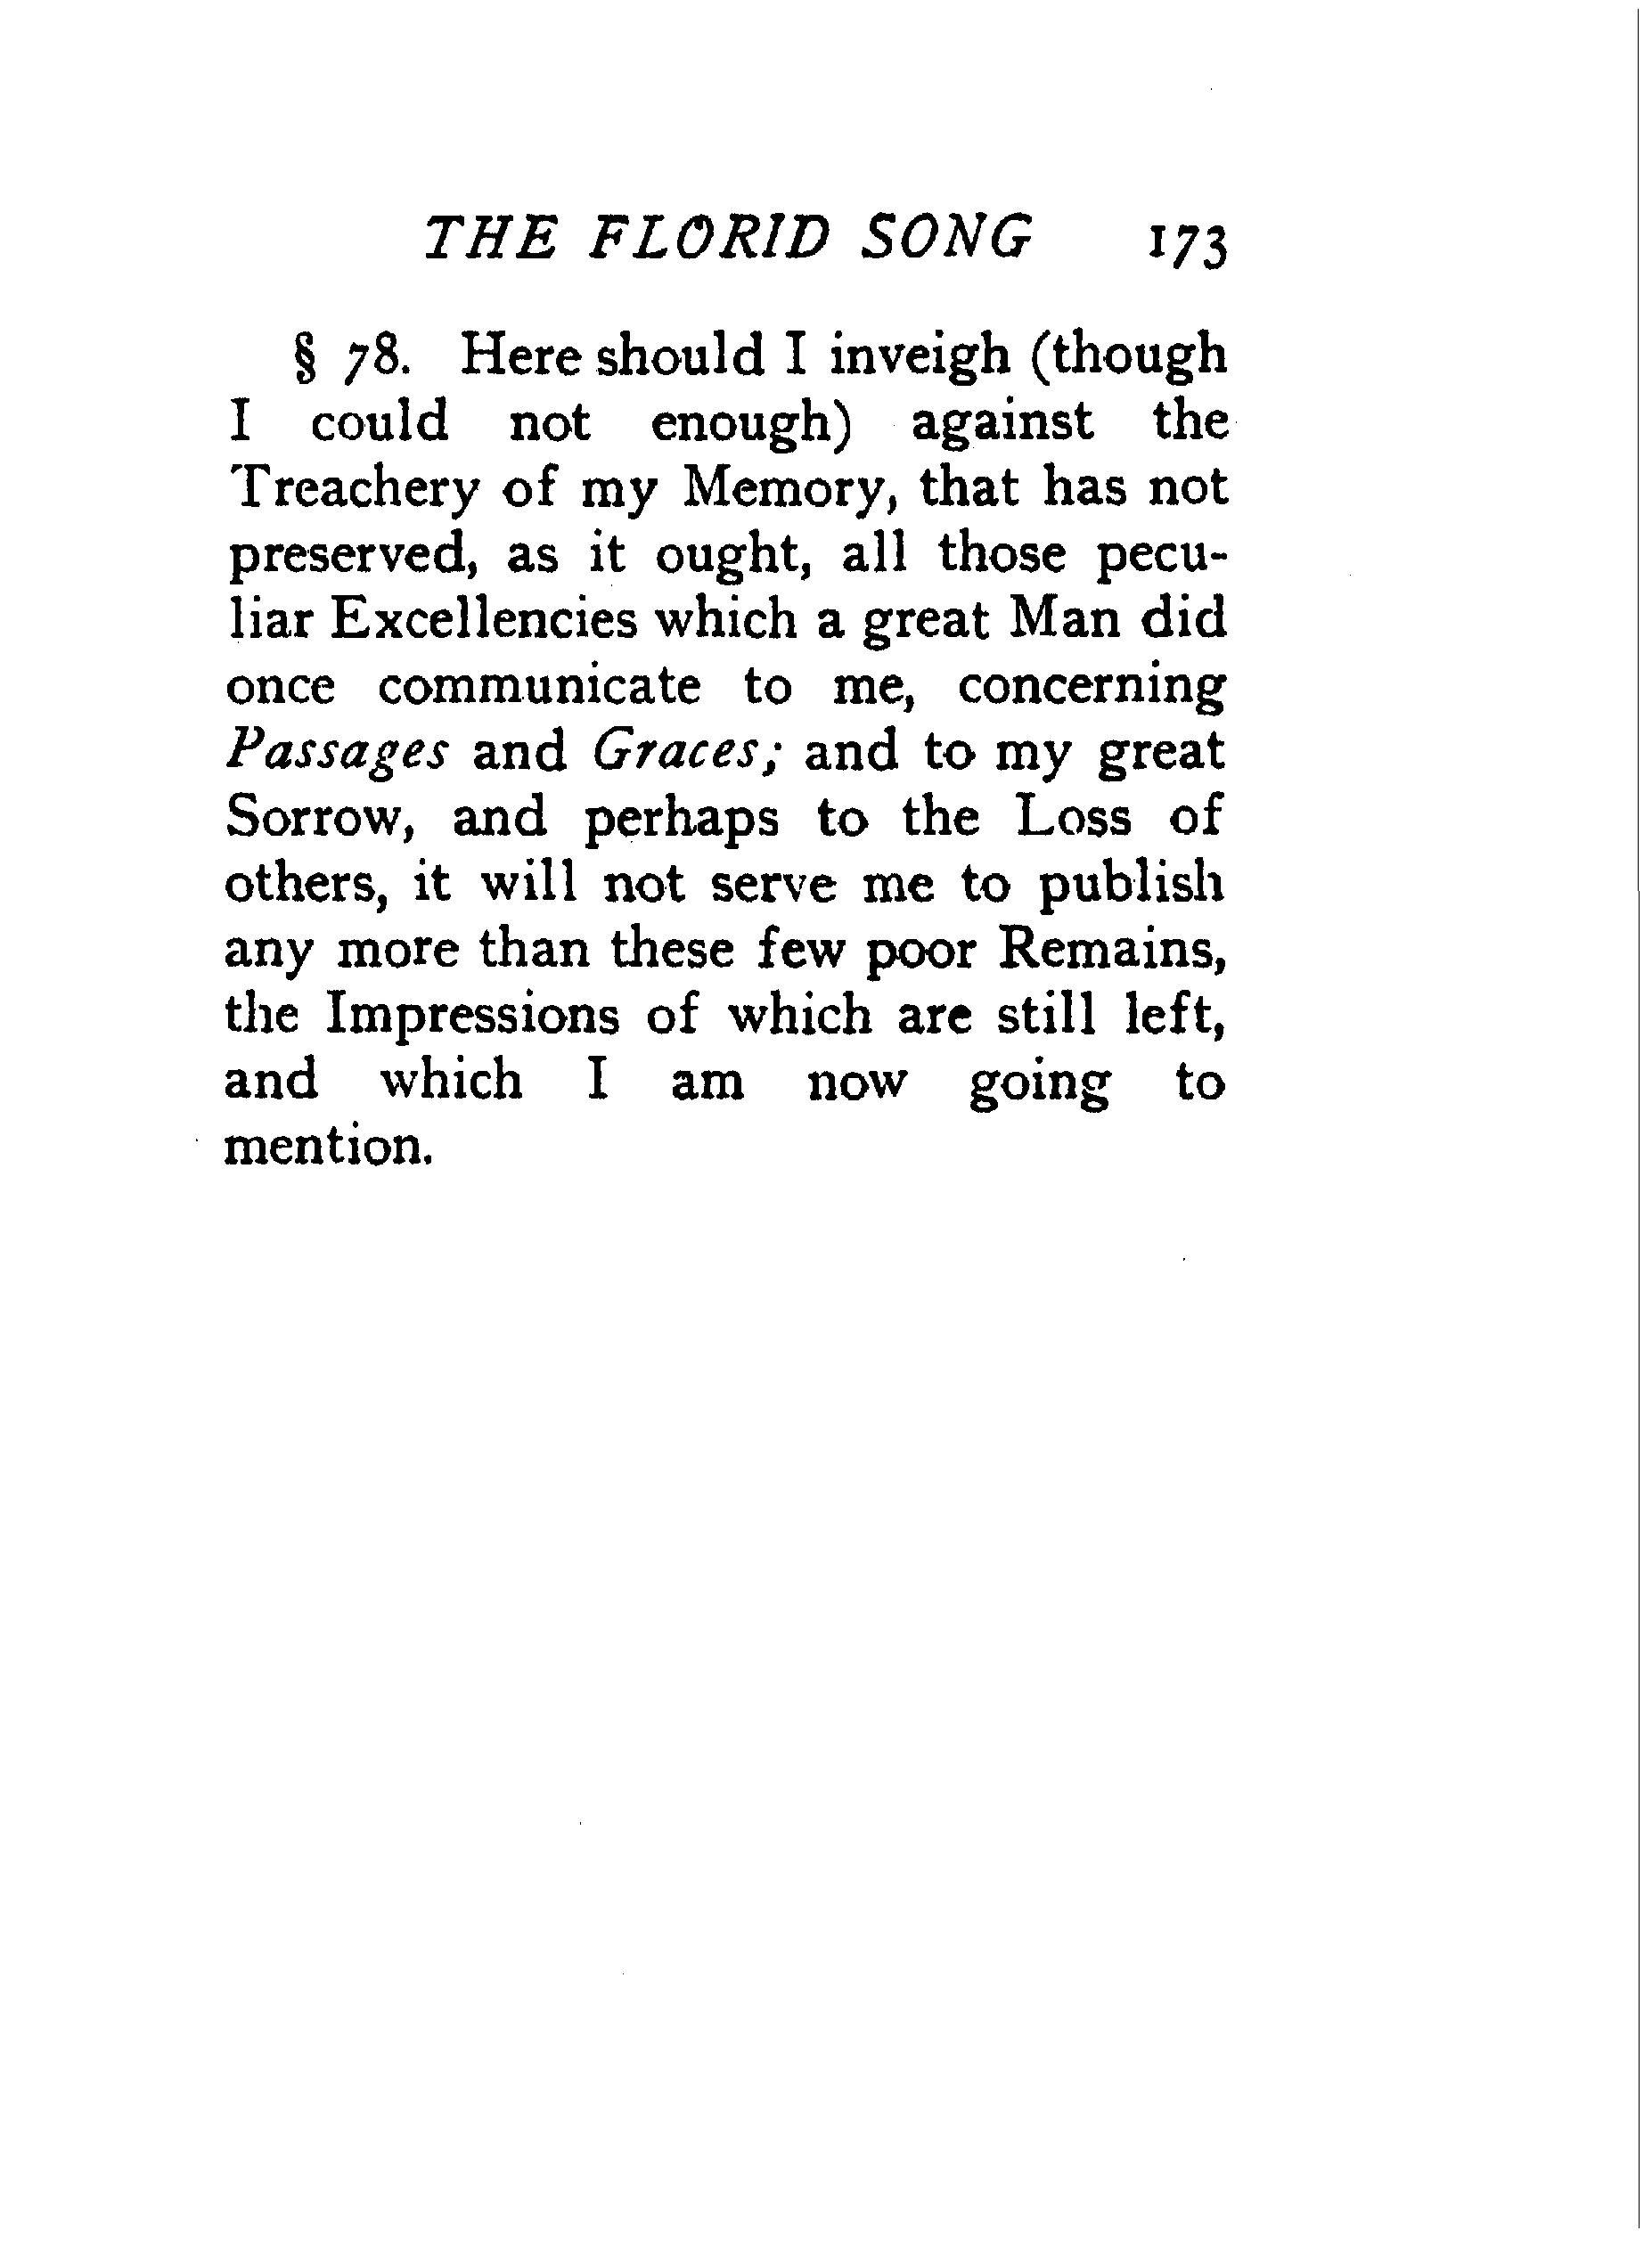 THE FLORID SONG 173
§ 78. Here should I inveigh (though
I could not enough) against the
Treachery of my Memory, that has not
preserved, as it ought, all those pecu-
liar Excellencies which a great Man did
once communicate to me, concerning
Passages and Graces; and to my great
Sorrow, and perhaps to the Loss of
others, it will not serve me to publish
any more than these few poor Remains,
the Impressions of which are still left,
and which I am now going to
mention.